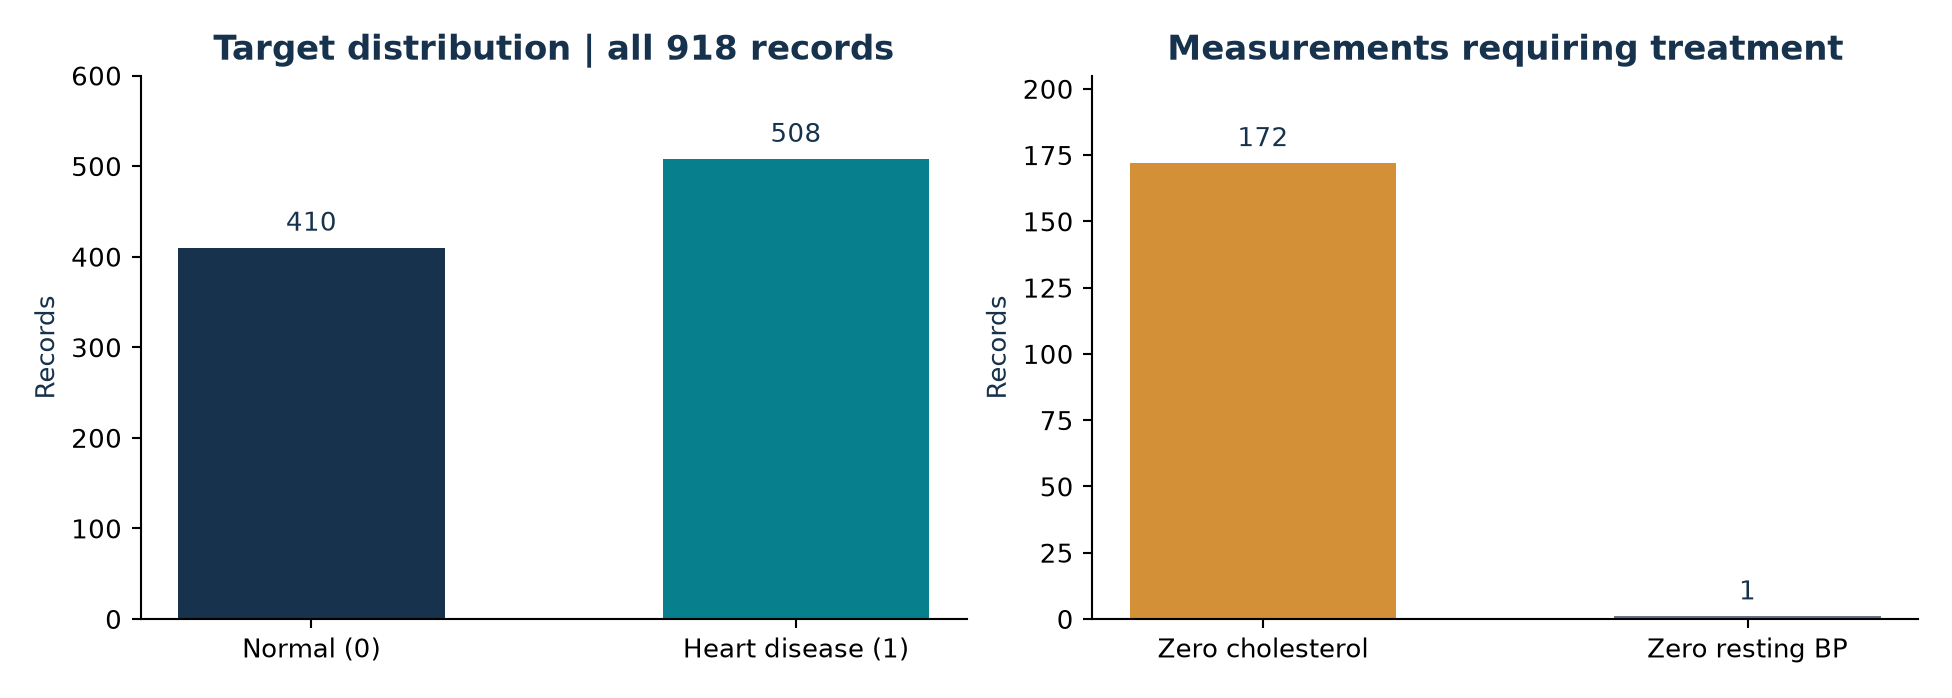 Target distribution | all 918 records
600
500
400
300
200
100
0
Records
410
508
Normal (0)
Heart disease (1)
Measurements requiring treatment
200
175
150
125
100
75
50
25
0
Records
172
1
Zero cholesterol
Zero resting BP